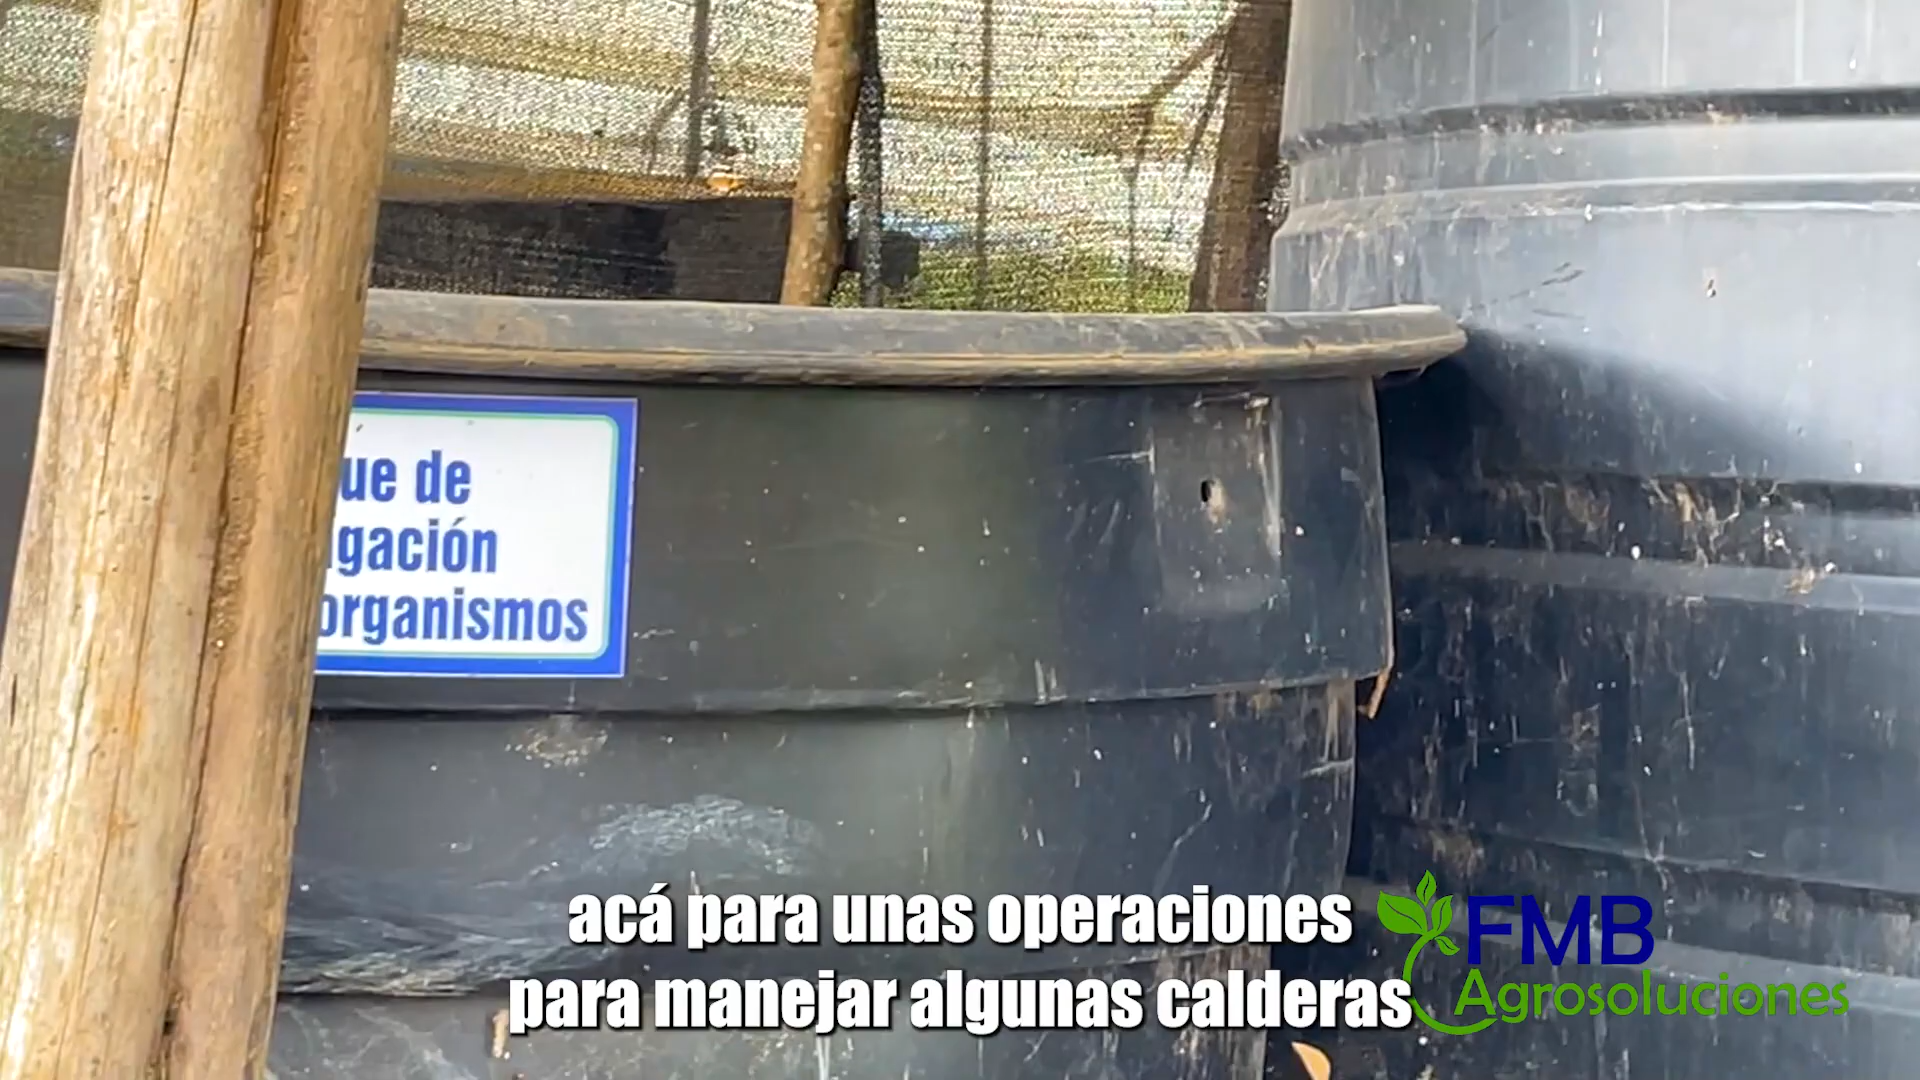 ue de
gación
organismos
acá para unas operaciones
para manejar algunas calderas
FMB
Agrosoluciones